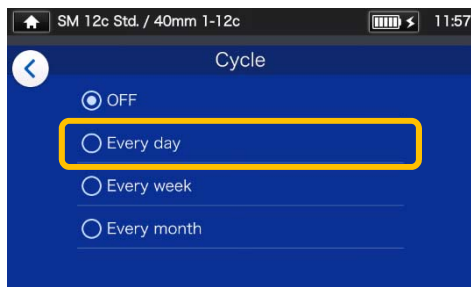 SM 12c Std. / 40mm 1-12c 11:57
Cycle
OFF
Every day
Every week
Every month